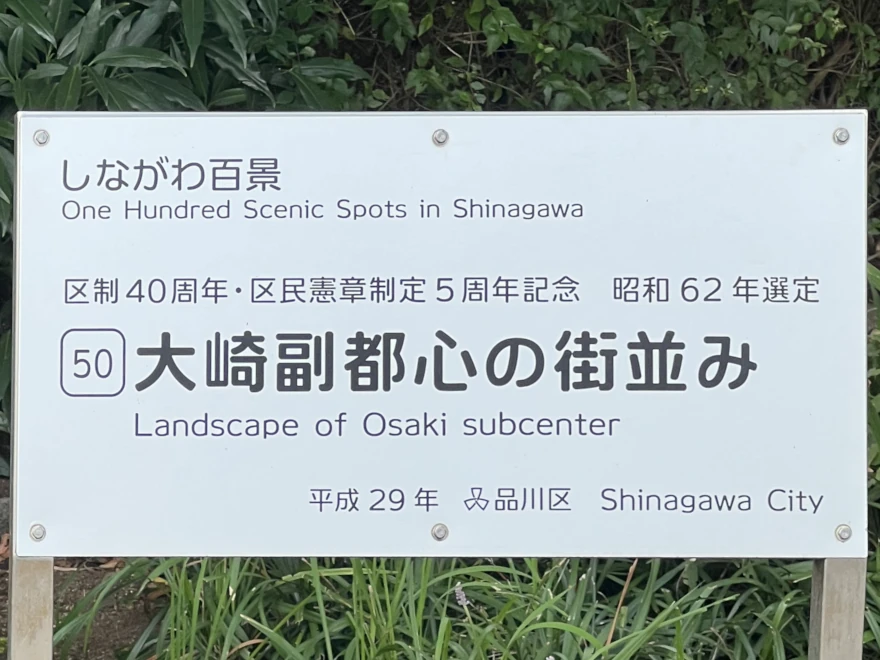 しながわ百景
One Hundred Scenic Spots in Shinagawa
区制40周年・区民憲章制定5周年記念　昭和62年選定
50 大崎副都心の街並み
Landscape of Osaki subcenter
平成29年　品川区　Shinagawa City